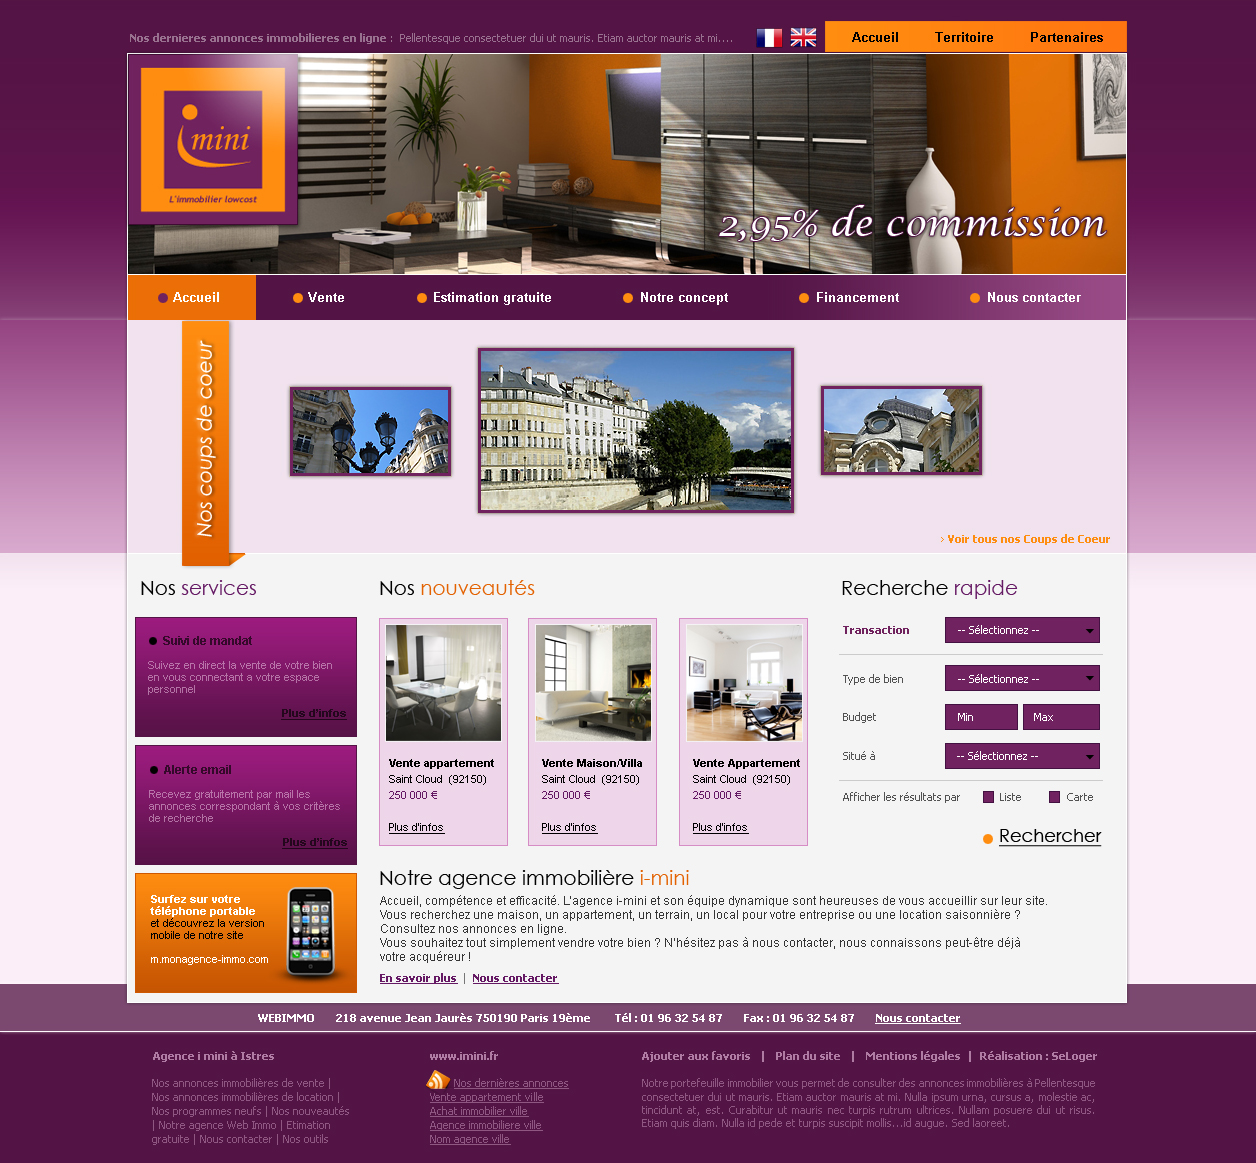 Nos dernieres annonces immobilieres en ligne : Pellentesque consectetuer dui ut mauris. Etiam auctor mauris at mi....
Accueil Territoire Partenaires
i mini
L'immobilier lowcost
2,95% de commission
Accueil Vente Estimation gratuite Notre concept Financement Nous contacter
Nos coups de coeur
› Voir tous nos Coups de Coeur
Nos services
Suivi de mandat
Suivez en direct la vente de votre bien
en vous connectant a votre espace
personnel
Plus d'infos
Alerte email
Recevez gratuitement par mail les
annonces correspondant à vos critères
de recherche
Plus d'infos
Surfez sur votre
téléphone portable
et découvrez la version
mobile de notre site
m.monagence-immo.com
Nos nouveautés
Vente appartement
Saint Cloud (92150)
250 000 €
Plus d'infos
Vente Maison/Villa
Saint Cloud (92150)
250 000 €
Plus d'infos
Vente Appartement
Saint Cloud (92150)
250 000 €
Plus d'infos
Recherche rapide
Transaction -- Sélectionnez --
Type de bien -- Sélectionnez --
Budget Min Max
Situé à -- Sélectionnez --
Afficher les résultats par Liste Carte
Rechercher
Notre agence immobilière i-mini
Accueil, compétence et efficacité. L'agence i-mini et son équipe dynamique sont heureuses de vous accueillir sur leur site.
Vous recherchez une maison, un appartement, un terrain, un local pour votre entreprise ou une location saisonnière ?
Consultez nos annonces en ligne.
Vous souhaitez tout simplement vendre votre bien ? N'hésitez pas à nous contacter, nous connaissons peut-être déjà
votre acquéreur !
En savoir plus | Nous contacter
WEBIMMO 218 avenue Jean Jaurès 750190 Paris 19ème Tél : 01 96 32 54 87 Fax : 01 96 32 54 87 Nous contacter
Agence i mini à Istres
Nos annonces immobilières de vente |
Nos annonces immobilières de location |
Nos programmes neufs | Nos nouveautés
| Notre agence Web Immo | Etimation
gratuite | Nous contacter | Nos outils
www.imini.fr
Nos dernières annonces
Vente appartement ville
Achat immobilier ville
Agence immobiliere ville
Nom agence ville
Ajouter aux favoris | Plan du site | Mentions légales | Réalisation : SeLoger
Notre portefeuille immobilier vous permet de consulter des annonces immobilières à Pellentesque
consectetuer dui ut mauris. Etiam auctor mauris at mi. Nulla ipsum urna, cursus a, molestie ac,
tincidunt at, est. Curabitur ut mauris nec turpis rutrum ultrices. Nullam posuere dui ut risus.
Etiam quis diam. Nulla id pede et turpis suscipit mollis...id augue. Sed laoreet.